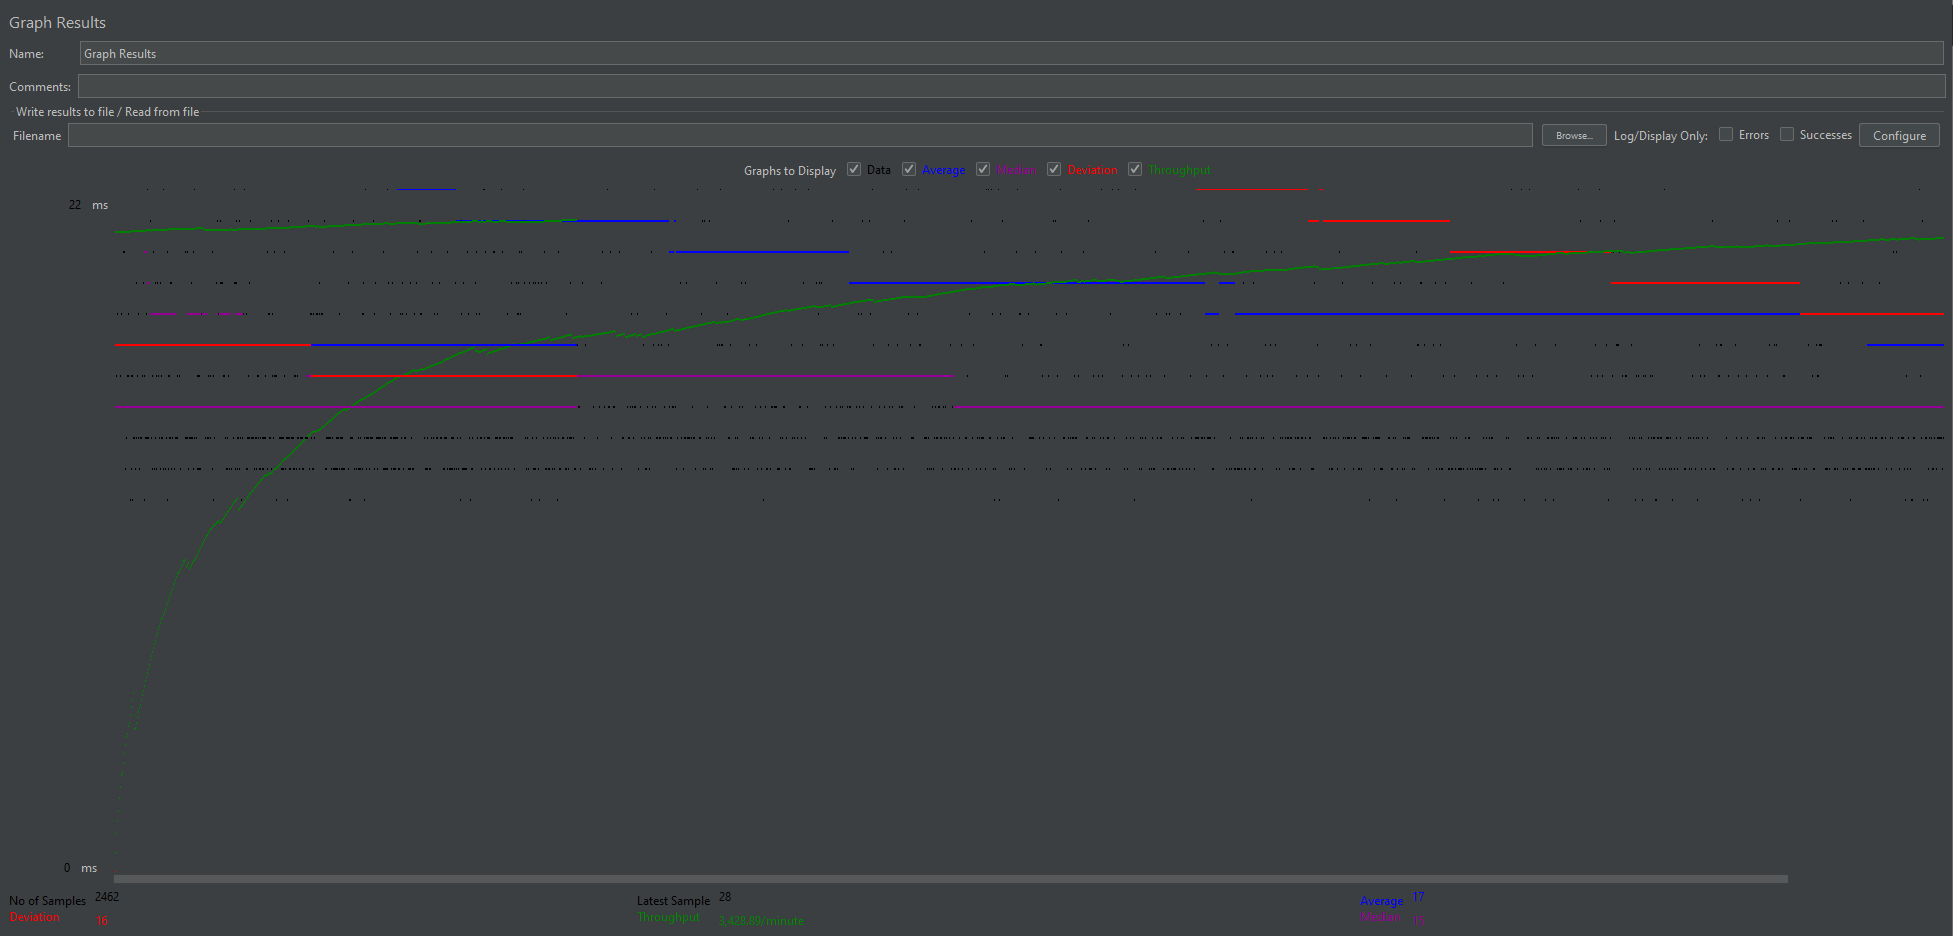 Graph Results
Name: Graph Results
Comments:
Write results to file / Read from file
Filename Browse... Log/Display Only: Errors Successes Configure
Graphs to Display Data Average Median Deviation Throughput
22 ms
0 ms
No of Samples 2462 Latest Sample 28 Average 17
Deviation 16 Throughput 3,428.89/minute Median